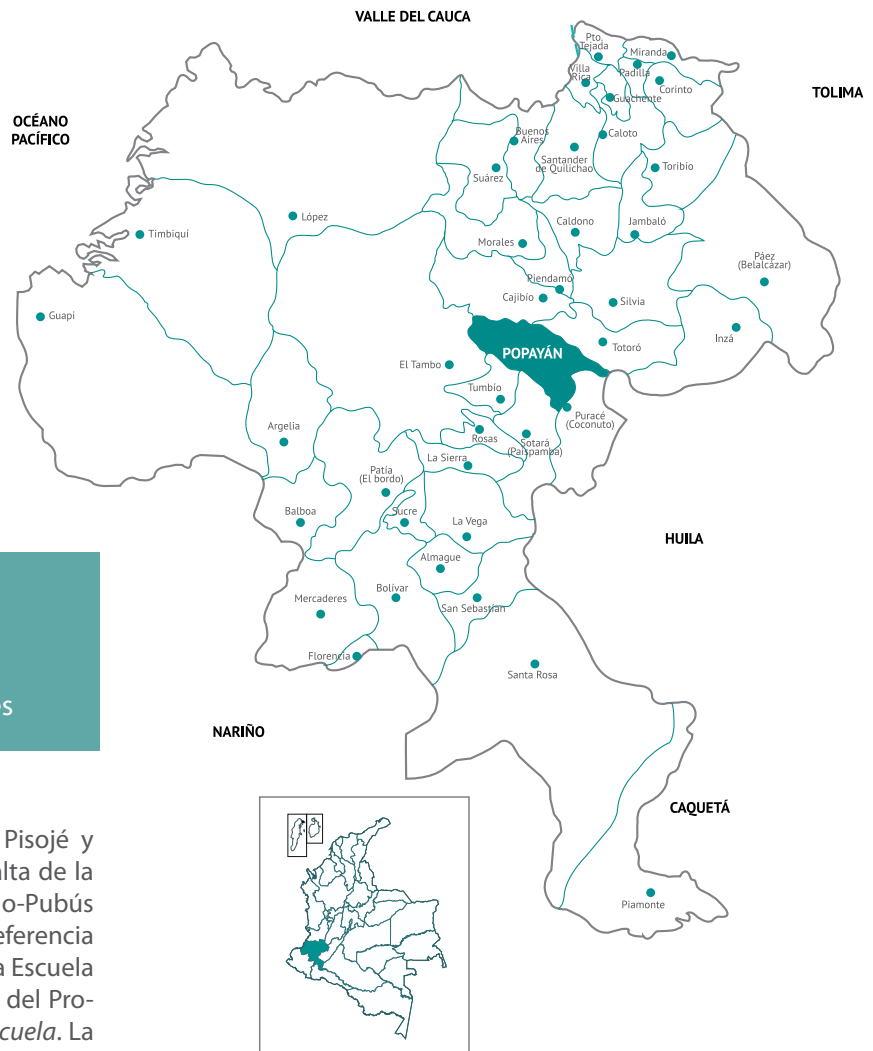 VALLE DEL CAUCA
Pto.
Tejada
Miranda
Villa
Rica
Padilla
Corinto
TOLIMA
Guachente
OCÉANO
PACÍFICO
Buenos
Aires
Caloto
Santander
de Quilichao
Suárez
Toribío
López
Timbiquí
Caldono
Jambaló
Morales
Páez
(Belalcázar)
Piendamó
Cajibío
Silvia
Guapi
Inzá
Totoró
POPAYÁN
El Tambo
Tumbío
Puracé
(Coconuto)
Argelia
Rosas
Sotará
(Paispamba)
La Sierra
Patía
(El bordo)
Balboa
Sucre
La Vega
HUILA
Almague
Bolívar
Mercaderes
San Sebastían
Florencia
Santa Rosa
NARIÑO
CAQUETÁ
Piamonte
s
Pisojé y
alta de la
o-Pubús
eferencia
a Escuela
del Pro-
cuela. La